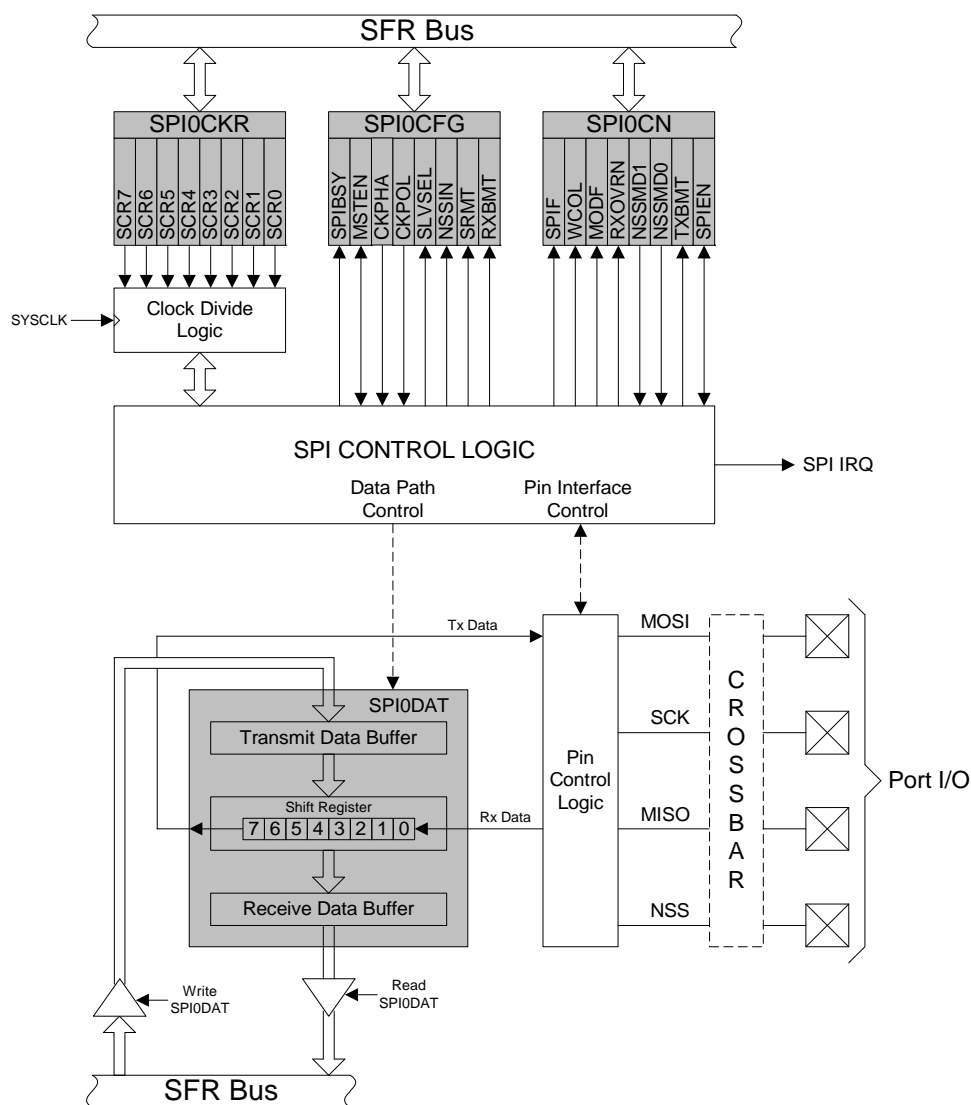 SFR Bus
SPI0CKR
SPI0CFG
SPI0CN
SCR7
SCR6
SCR5
SCR4
SCR3
SCR2
SCR1
SCR0
SPIBSY
MSTEN
CKPHA
CKPOL
SLVSEL
NSSIN
SRMT
RXBMT
SPIF
WCOL
MODF
RXOVRN
NSSMD1
NSSMD0
TXBMT
SPIEN
SYSCLK
Clock Divide
Logic
SPI CONTROL LOGIC
SPI IRQ
Data Path
Control
Pin Interface
Control
Tx Data
MOSI
SPI0DAT
Transmit Data Buffer
SCK
Shift Register
7 6 5 4 3 2 1 0
Rx Data
Pin
Control
Logic
MISO
Receive Data Buffer
NSS
CROSSBAR
Port I/O
Write
SPI0DAT
Read
SPI0DAT
SFR Bus